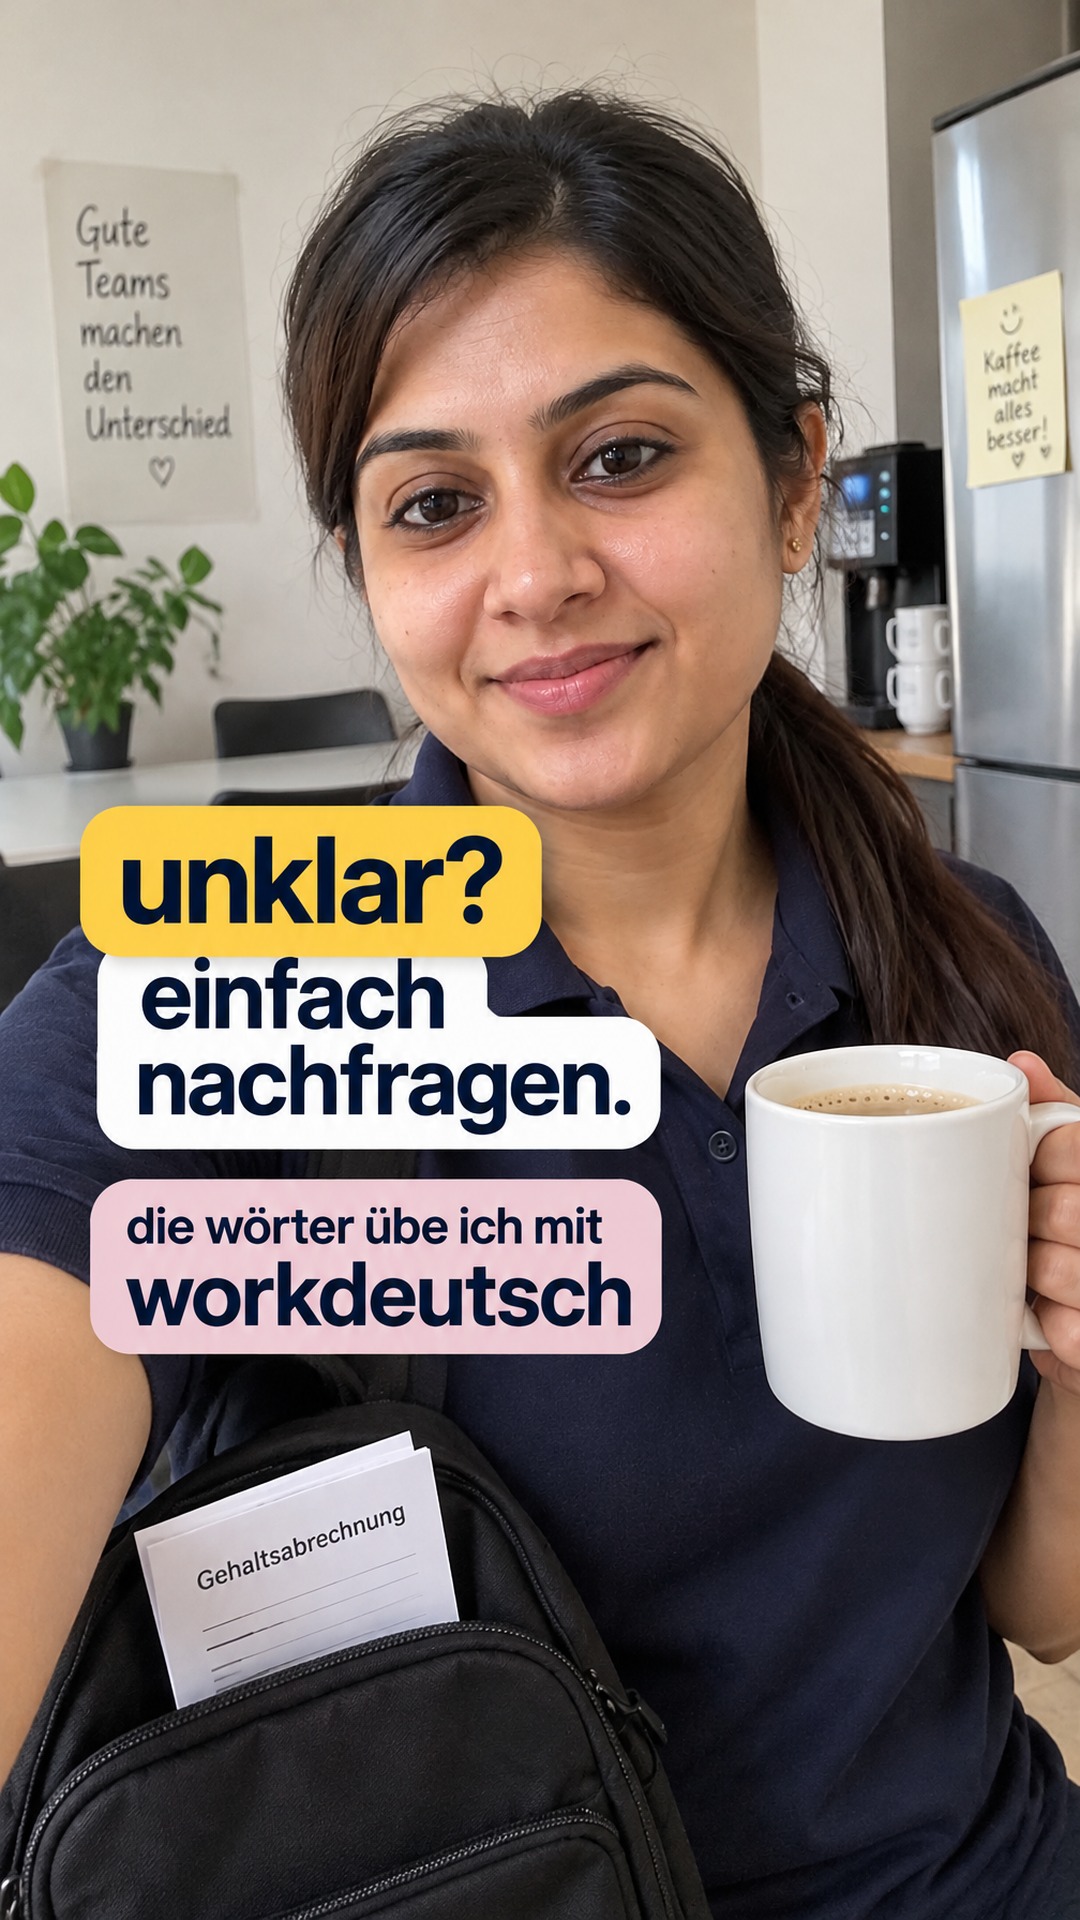 Gute
Teams
machen
den
Unterschied
Kaffee
macht
alles
besser!
unklar?
einfach
nachfragen.
die wörter übe ich mit
workdeutsch
Gehaltsabrechnung